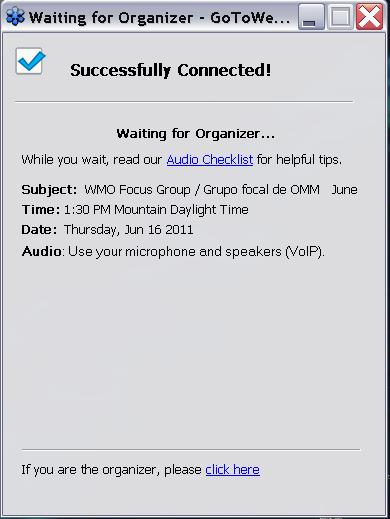 Waiting for Organizer - GoToWe...
Successfully Connected!
Waiting for Organizer...
While you wait, read our Audio Checklist for helpful tips.
Subject: WMO Focus Group / Grupo focal de OMM June
Time: 1:30 PM Mountain Daylight Time
Date: Thursday, Jun 16 2011
Audio: Use your microphone and speakers (VoIP).
If you are the organizer, please click here